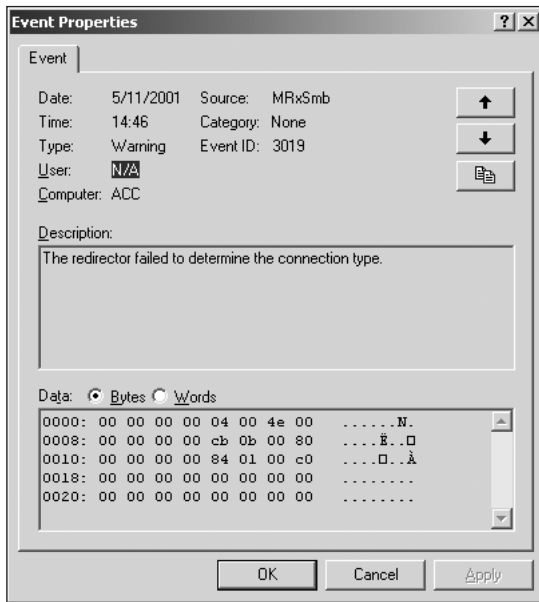 Event Properties
Event
Date: 5/11/2001 Source: MRxSmb
Time: 14:46 Category: None
Type: Warning Event ID: 3019
User: N/A
Computer: ACC
Description:
The redirector failed to determine the connection type.
Data: Bytes Words
0000: 00 00 00 00 04 00 4e 00 ......N.
0008: 00 00 00 00 cb 0b 00 80 ....Ë..□
0010: 00 00 00 00 84 01 00 c0 ....□..À
0018: 00 00 00 00 00 00 00 00 ........
0020: 00 00 00 00 00 00 00 00 ........
OK Cancel Apply